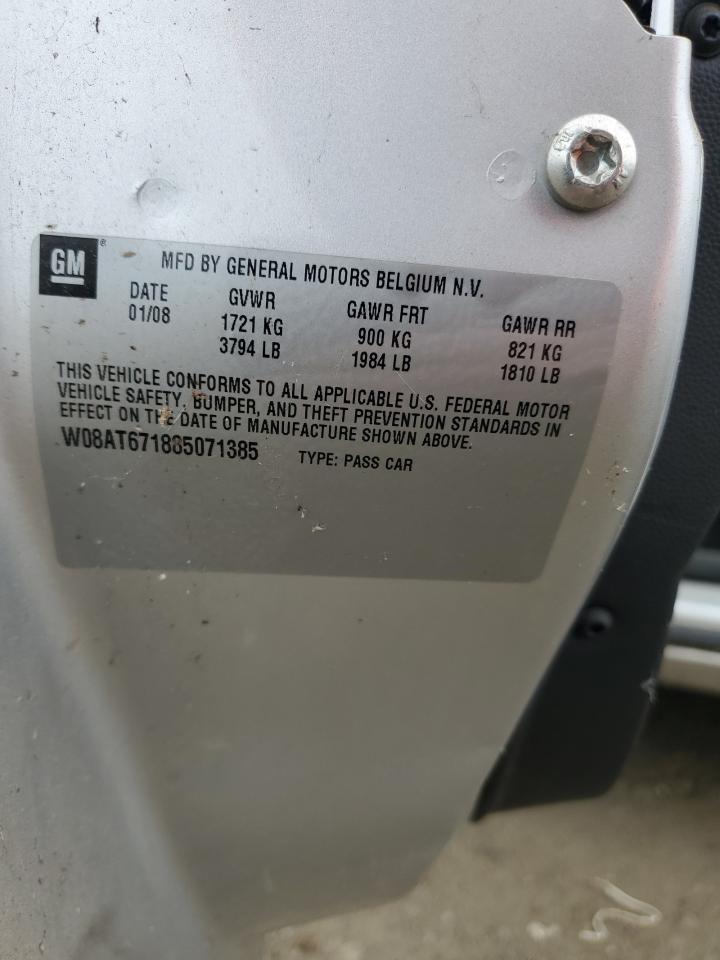 GM®
MFD BY GENERAL MOTORS BELGIUM N.V.
DATE GVWR GAWR FRT GAWR RR
01/08 1721 KG 900 KG 821 KG
3794 LB 1984 LB 1810 LB
THIS VEHICLE CONFORMS TO ALL APPLICABLE U.S. FEDERAL MOTOR
VEHICLE SAFETY, BUMPER, AND THEFT PREVENTION STANDARDS IN
EFFECT ON THE DATE OF MANUFACTURE SHOWN ABOVE.
W08AT671885071385 TYPE: PASS CAR